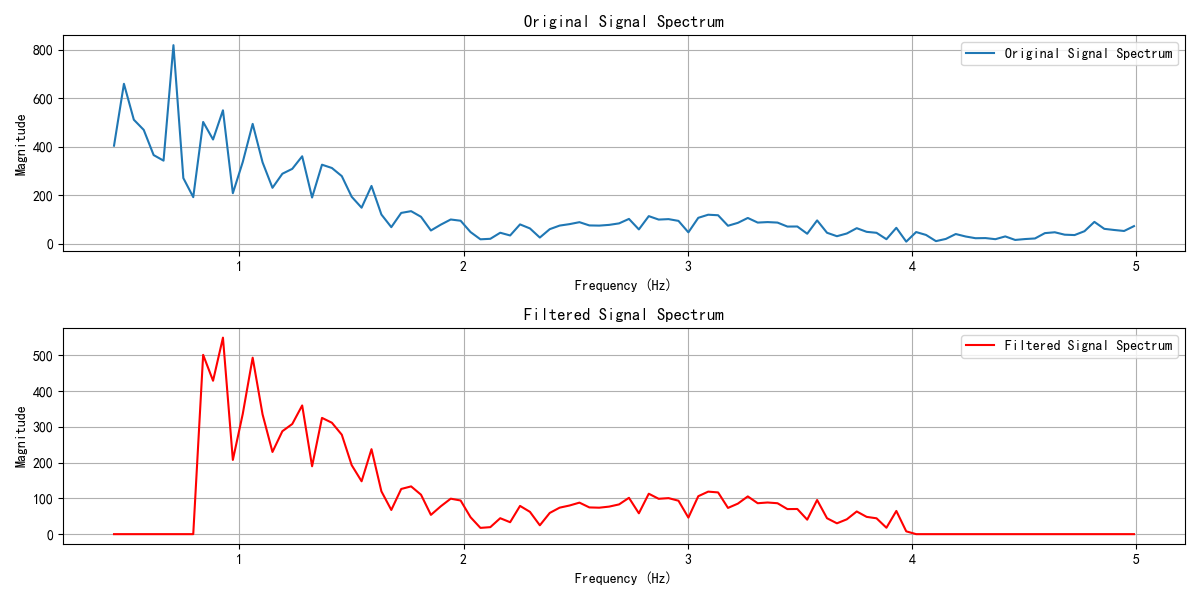 Original Signal Spectrum
Original Signal Spectrum
Magnitude
800
600
400
200
0
1 2 3 4 5
Frequency (Hz)
Filtered Signal Spectrum
Filtered Signal Spectrum
Magnitude
500
400
300
200
100
0
1 2 3 4 5
Frequency (Hz)